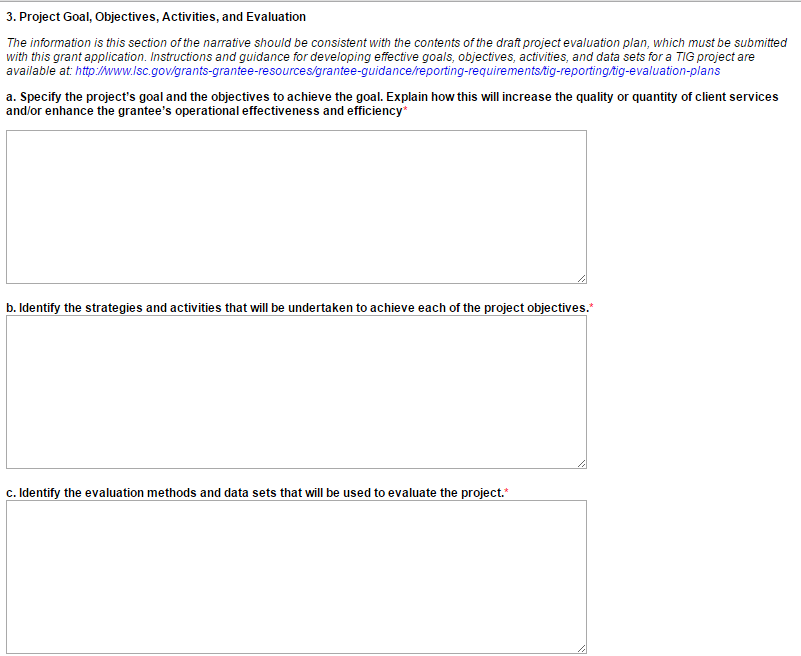 3. Project Goal, Objectives, Activities, and Evaluation
The information is this section of the narrative should be consistent with the contents of the draft project evaluation plan, which must be submitted
with this grant application. Instructions and guidance for developing effective goals, objectives, activities, and data sets for a TIG project are
available at: http://www.lsc.gov/grants-grantee-resources/grantee-guidance/reporting-requirements/tig-reporting/tig-evaluation-plans
a. Specify the project's goal and the objectives to achieve the goal. Explain how this will increase the quality or quantity of client services
and/or enhance the grantee's operational effectiveness and efficiency*
b. Identify the strategies and activities that will be undertaken to achieve each of the project objectives.*
c. Identify the evaluation methods and data sets that will be used to evaluate the project.*